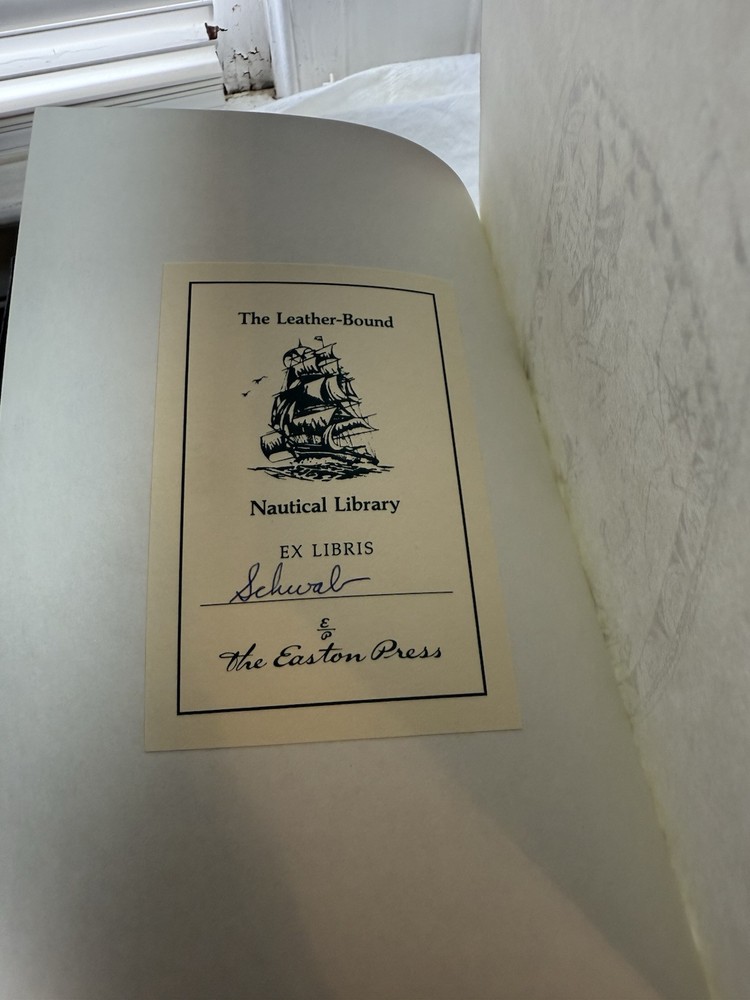 The Leather-Bound
Nautical Library
EX LIBRIS
Schwab
E
P
the Easton Press